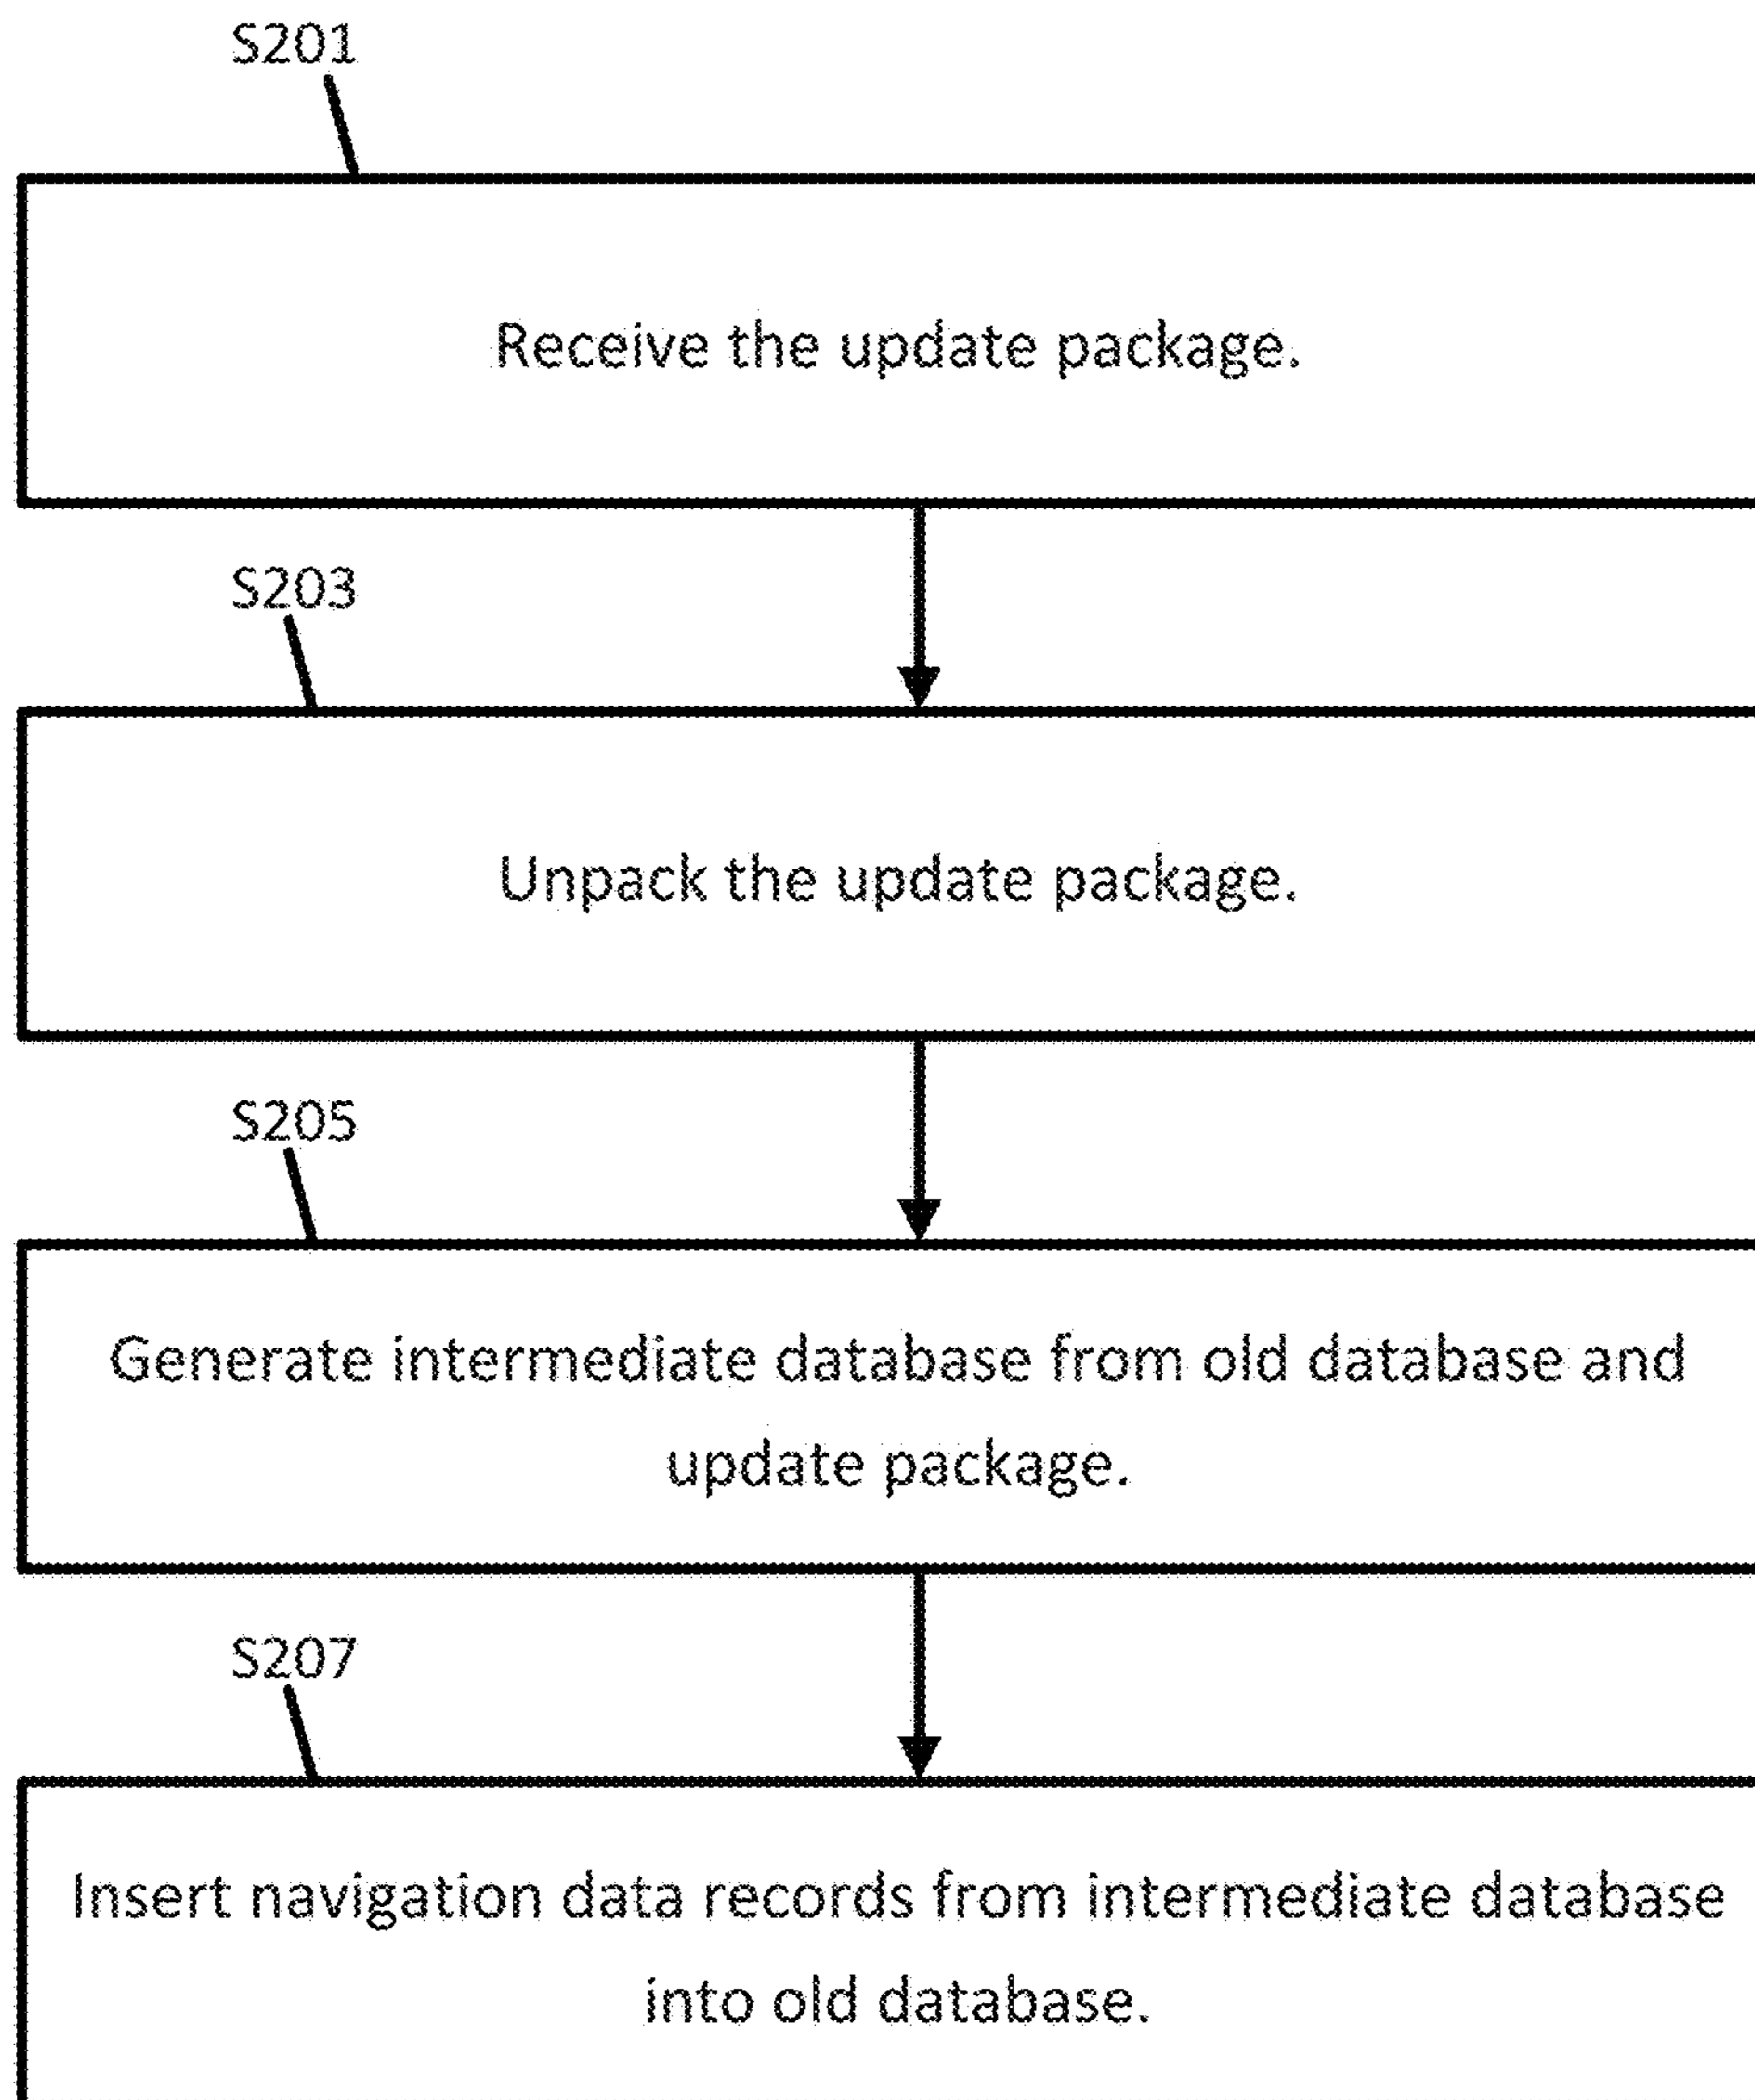 S201
Receive the update package.
S203
Unpack the update package.
S205
Generate intermediate database from old database and
update package.
S207
Insert navigation data records from intermediate database
into old database.